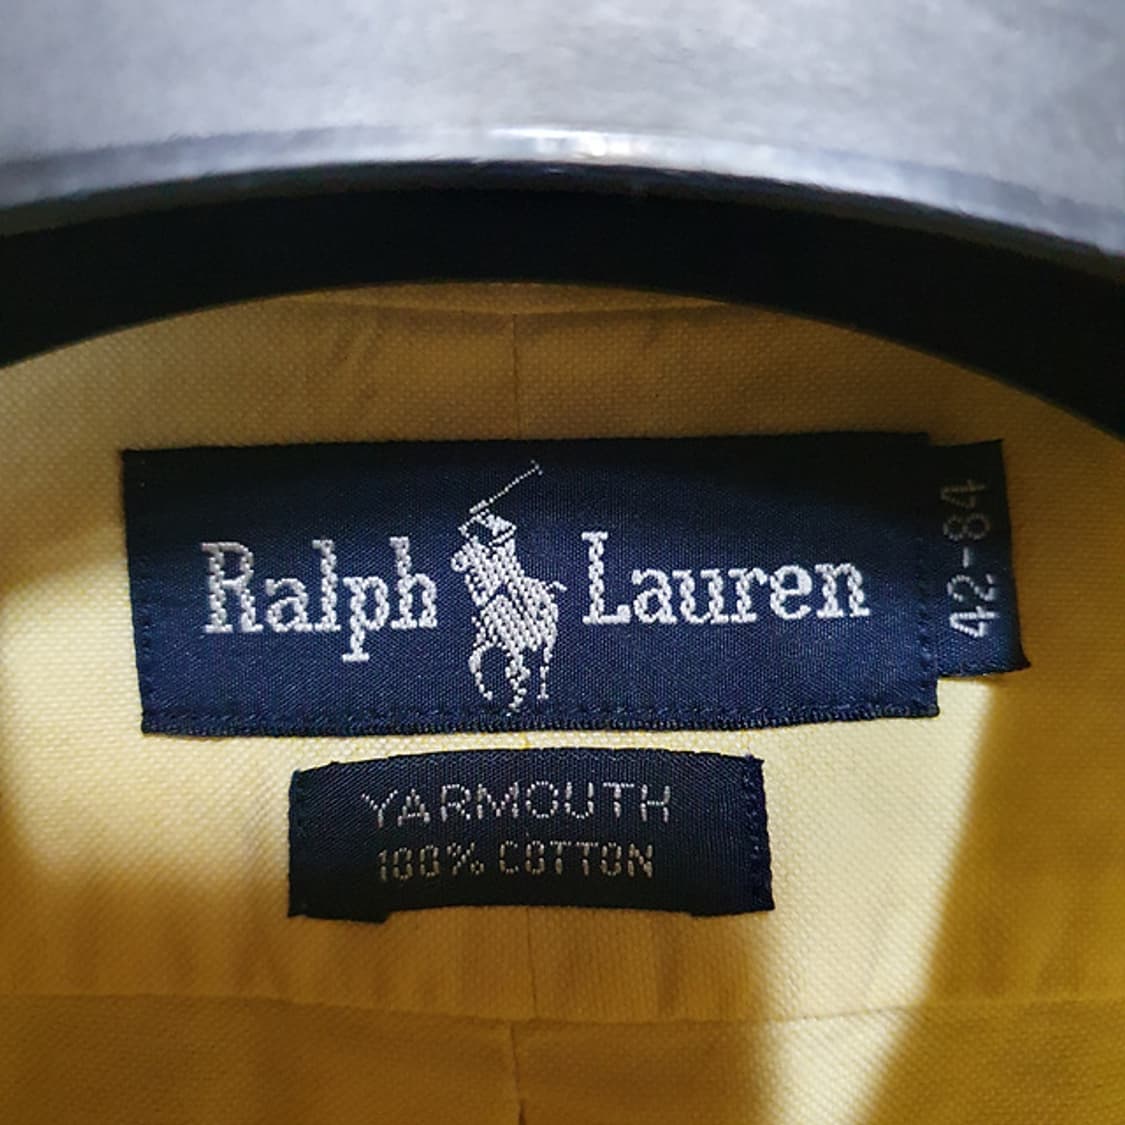 Ralph Lauren
42-84
YARMOUTH
100% COTTON